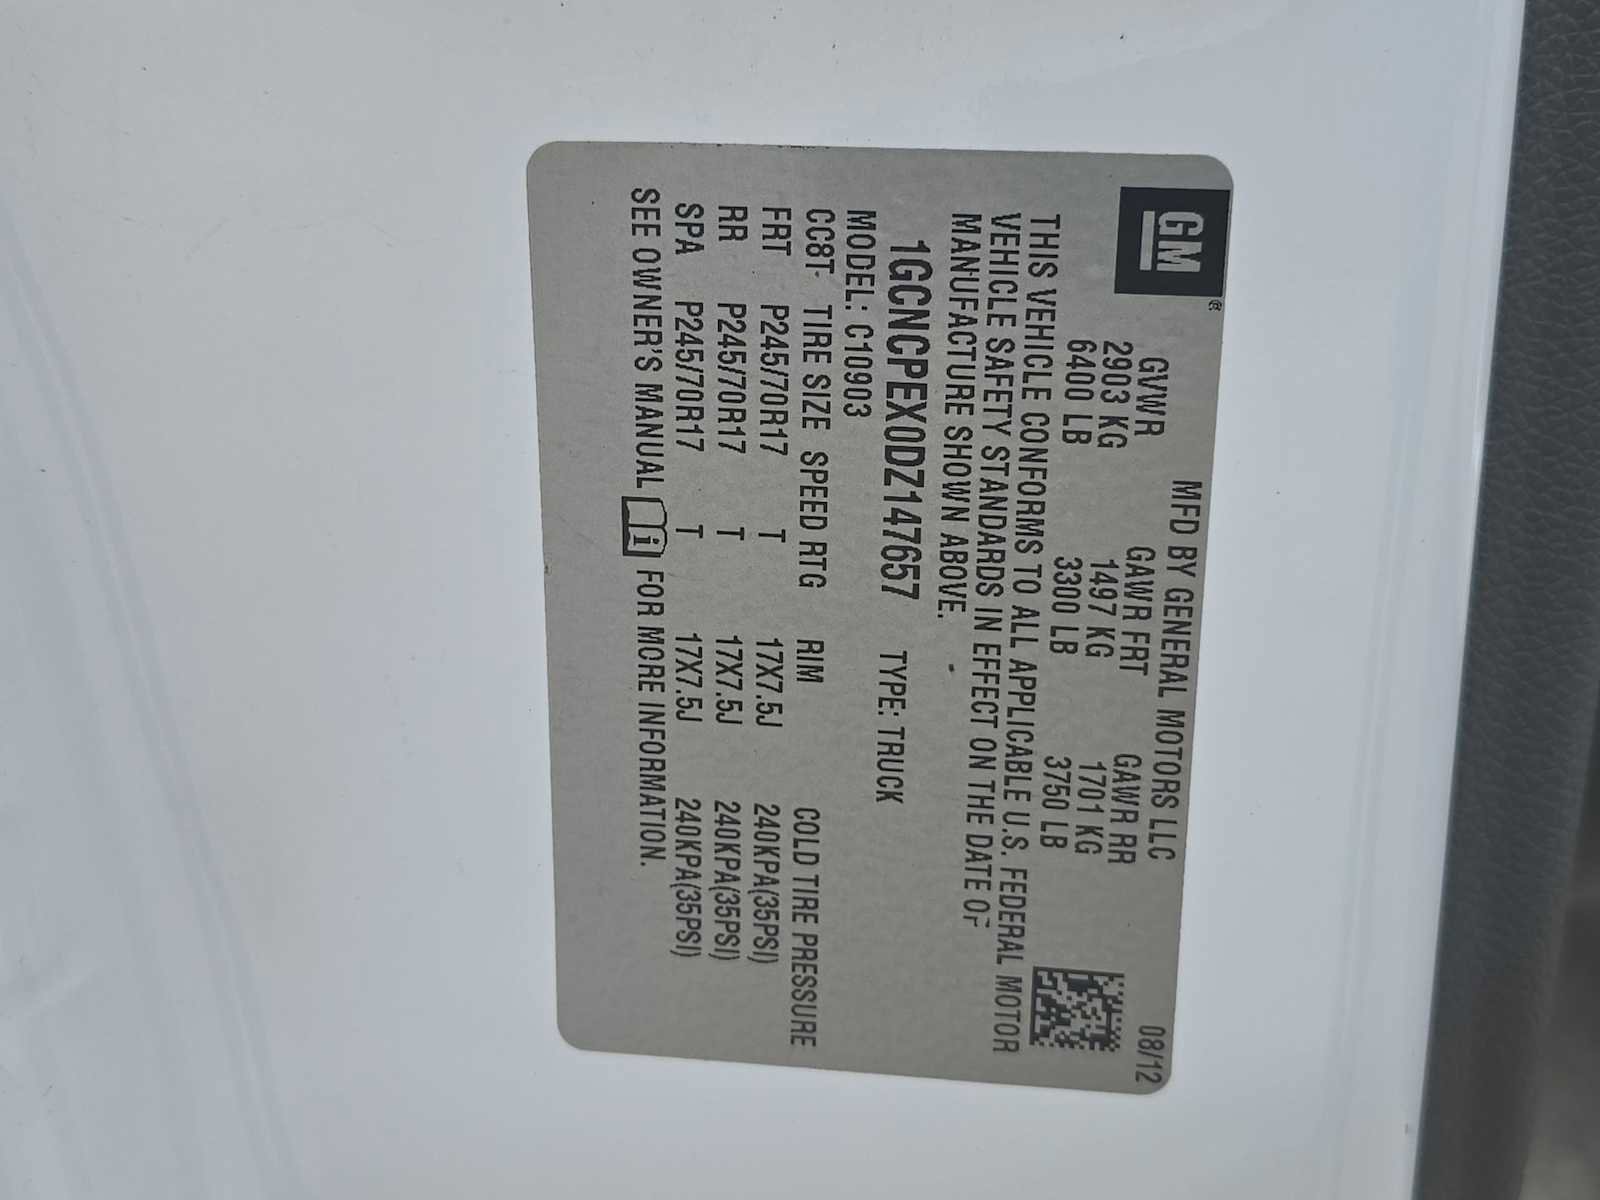 GM®
MFD BY GENERAL MOTORS LLC 08/12
GVWR GAWR FRT GAWR RR
2903 KG 1497 KG 1701 KG
6400 LB 3300 LB 3750 LB
THIS VEHICLE CONFORMS TO ALL APPLICABLE U.S. FEDERAL MOTOR
VEHICLE SAFETY STANDARDS IN EFFECT ON THE DATE OF
MANUFACTURE SHOWN ABOVE.
1GCNCPEX0DZ147657 TYPE: TRUCK
MODEL: C10903
CC8T- TIRE SIZE SPEED RTG RIM COLD TIRE PRESSURE
FRT P245/70R17 T 17X7.5J 240KPA(35PSI)
RR P245/70R17 T 17X7.5J 240KPA(35PSI)
SPA P245/70R17 T 17X7.5J 240KPA(35PSI)
SEE OWNER'S MANUAL i FOR MORE INFORMATION.